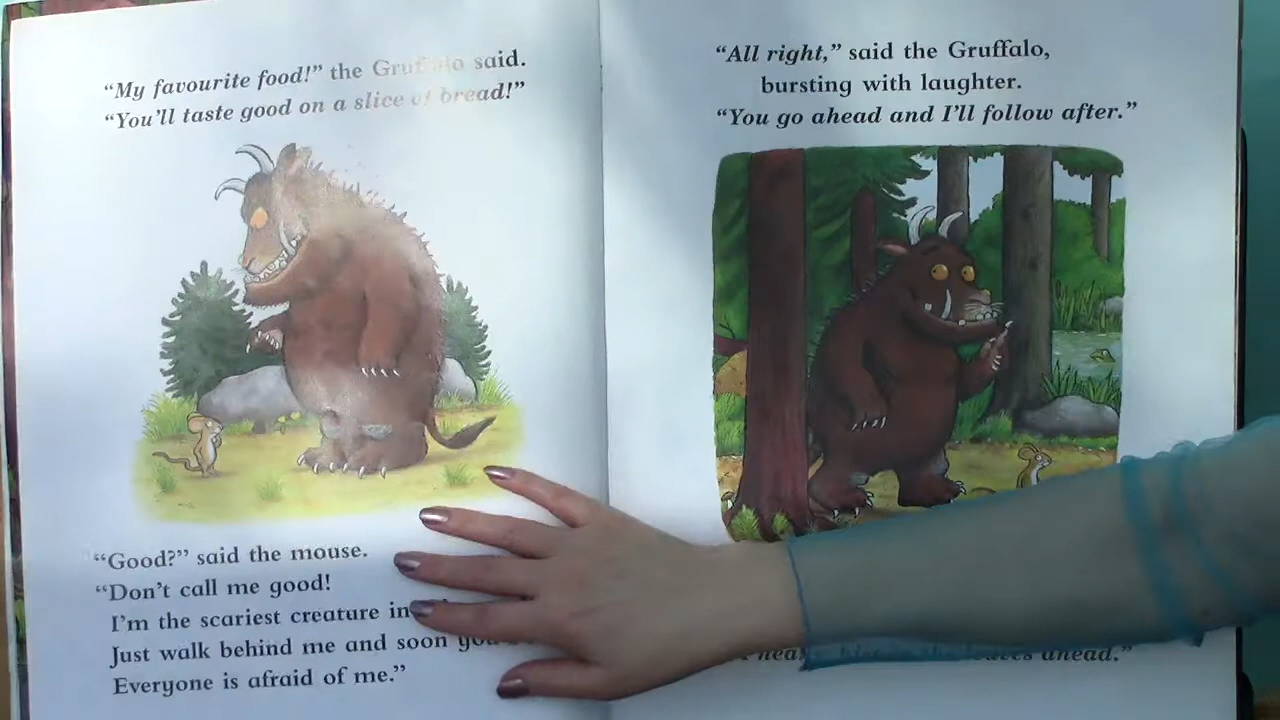 “My favourite food!” the Gruffalo said.
“You’ll taste good on a slice of bread!”
“Good?” said the mouse.
“Don’t call me good!
I’m the scariest creature in
Just walk behind me and soon
Everyone is afraid of me.”
“All right,” said the Gruffalo,
bursting with laughter.
“You go ahead and I’ll follow after.”
leaves ahead.”